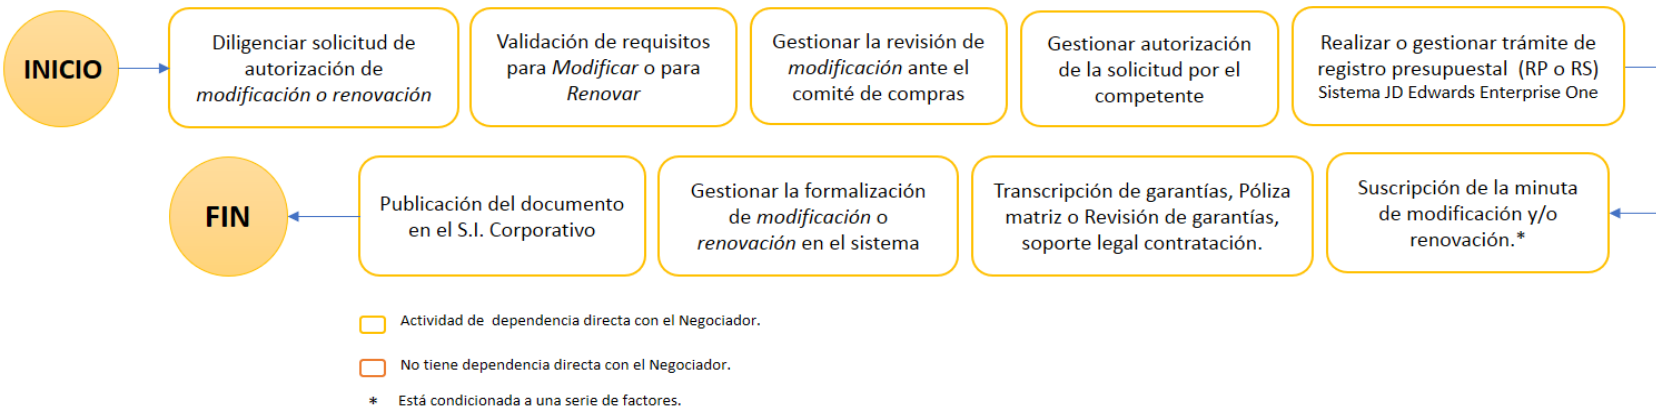 INICIO
Diligenciar solicitud de
autorización de
modificación o renovación
Validación de requisitos
para Modificar o para
Renovar
Gestionar la revisión de
modificación ante el
comité de compras
Gestionar autorización
de la solicitud por el
competente
Realizar o gestionar trámite de
registro presupuestal (RP o RS)
Sistema JD Edwards Enterprise One
Suscripción de la minuta
de modificación y/o
renovación.*
Transcripción de garantías, Póliza
matriz o Revisión de garantías,
soporte legal contratación.
Gestionar la formalización
de modificación o
renovación en el sistema
Publicación del documento
en el S.I. Corporativo
FIN
Actividad de dependencia directa con el Negociador.
No tiene dependencia directa con el Negociador.
* Está condicionada a una serie de factores.